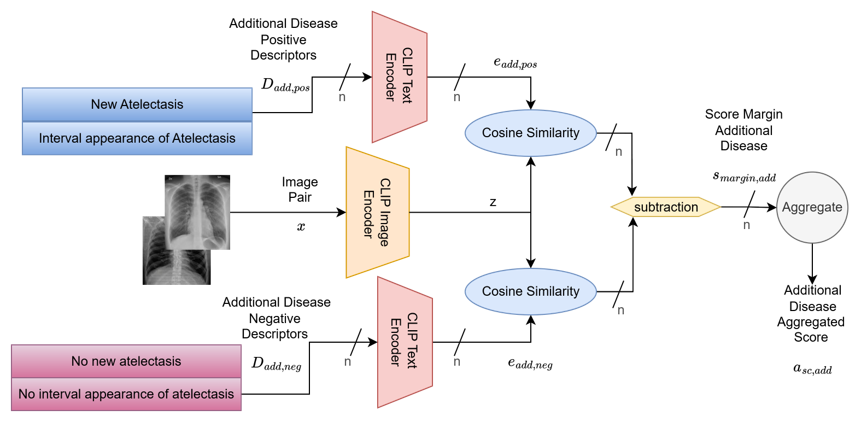 Additional Disease
Positive
Descriptors
D_add,pos
n
CLIP Text
Encoder
n
e_add,pos
New Atelectasis
Interval appearance of Atelectasis
Cosine Similarity
n
Score Margin
Additional
Disease
s_margin,add
Image
Pair
x
CLIP Image
Encoder
z
subtraction
n
Aggregate
Cosine Similarity
n
Additional Disease
Negative
Descriptors
D_add,neg
n
CLIP Text
Encoder
n
e_add,neg
No new atelectasis
No interval appearance of atelectasis
Additional
Disease
Aggregated
Score
a_sc,add